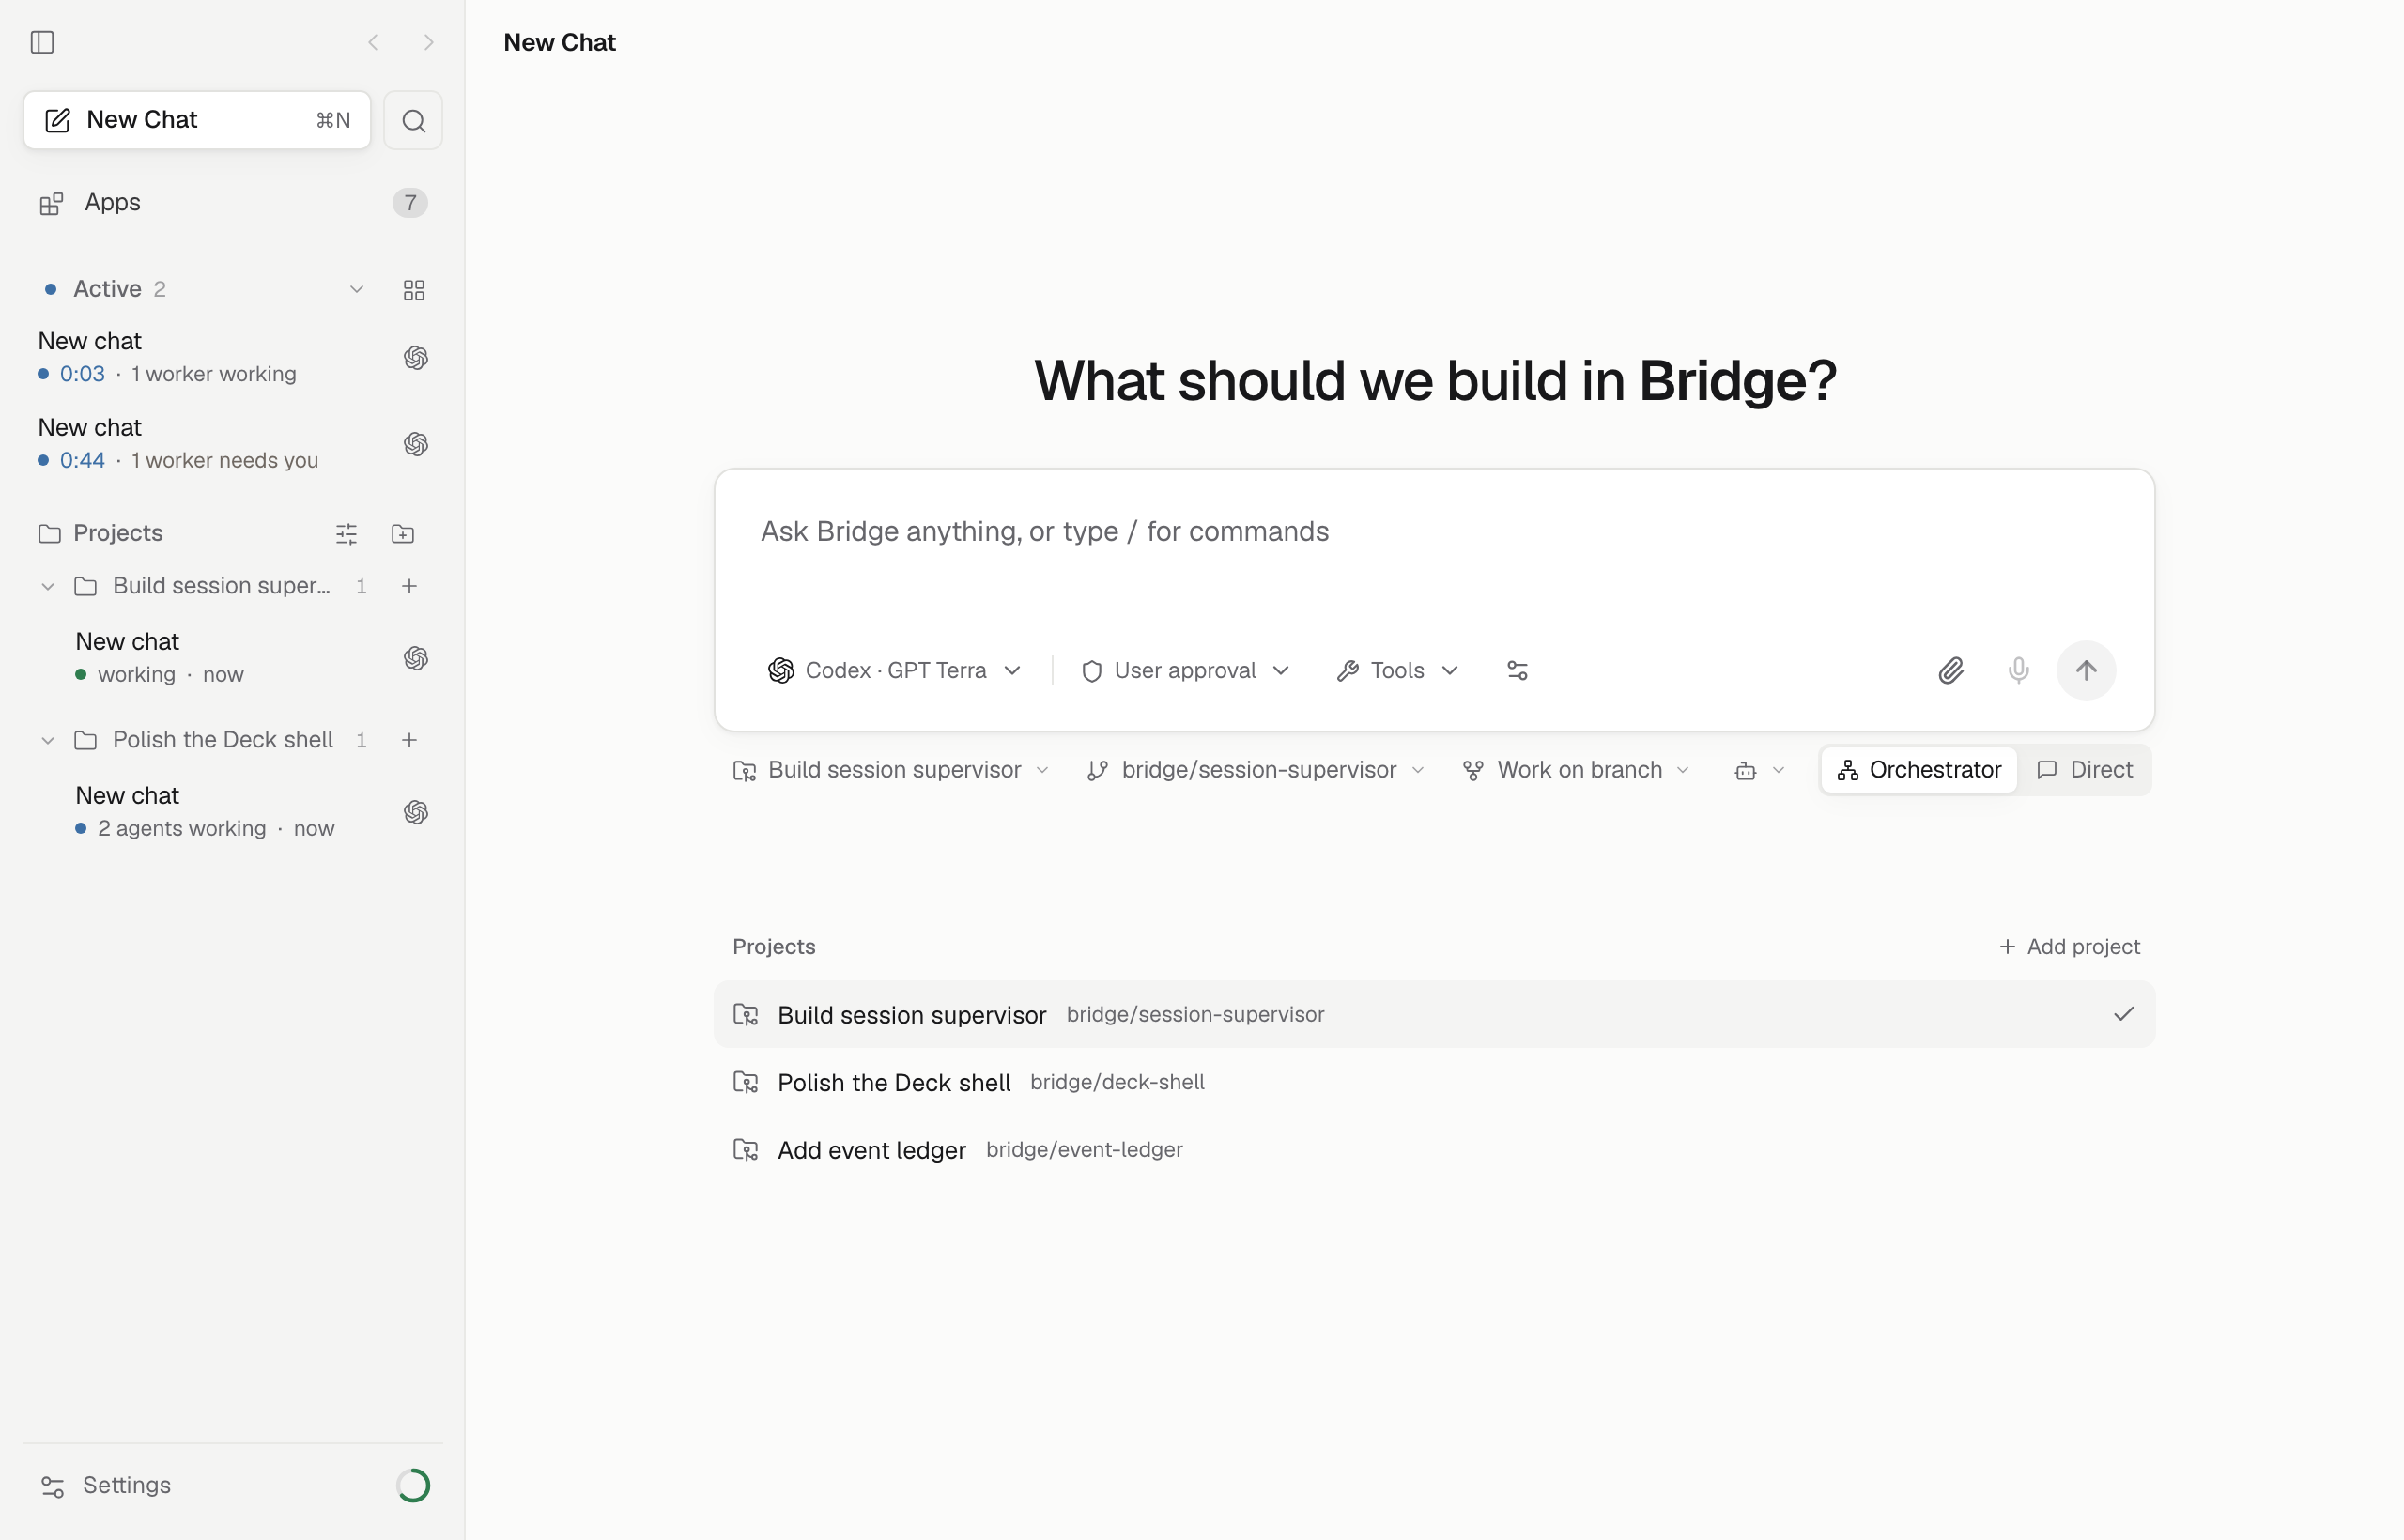 New Chat
New Chat ⌘N
Apps 7
Active 2
New chat
0:03 · 1 worker working
New chat
0:44 · 1 worker needs you
Projects
Build session super... 1
New chat
working · now
Polish the Deck shell 1
New chat
2 agents working · now
Settings
What should we build in Bridge?
Ask Bridge anything, or type / for commands
Codex · GPT Terra User approval Tools
Build session supervisor bridge/session-supervisor Work on branch Orchestrator Direct
Projects + Add project
Build session supervisor bridge/session-supervisor
Polish the Deck shell bridge/deck-shell
Add event ledger bridge/event-ledger